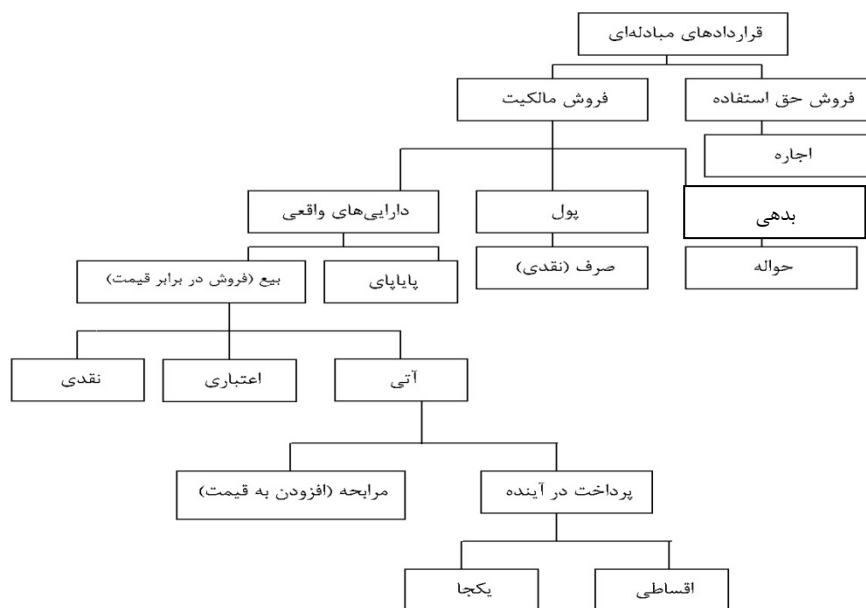 قراردادهای مبادله‌ای
فروش حق استفاده
فروش مالکیت
اجاره
بدهی
پول
دارایی‌های واقعی
حواله
صرف (نقدی)
پایاپای
بیع (فروش در برابر قیمت)
آتی
اعتباری
نقدی
پرداخت در آینده
مرابحه (افزودن به قیمت)
اقساطی
یکجا